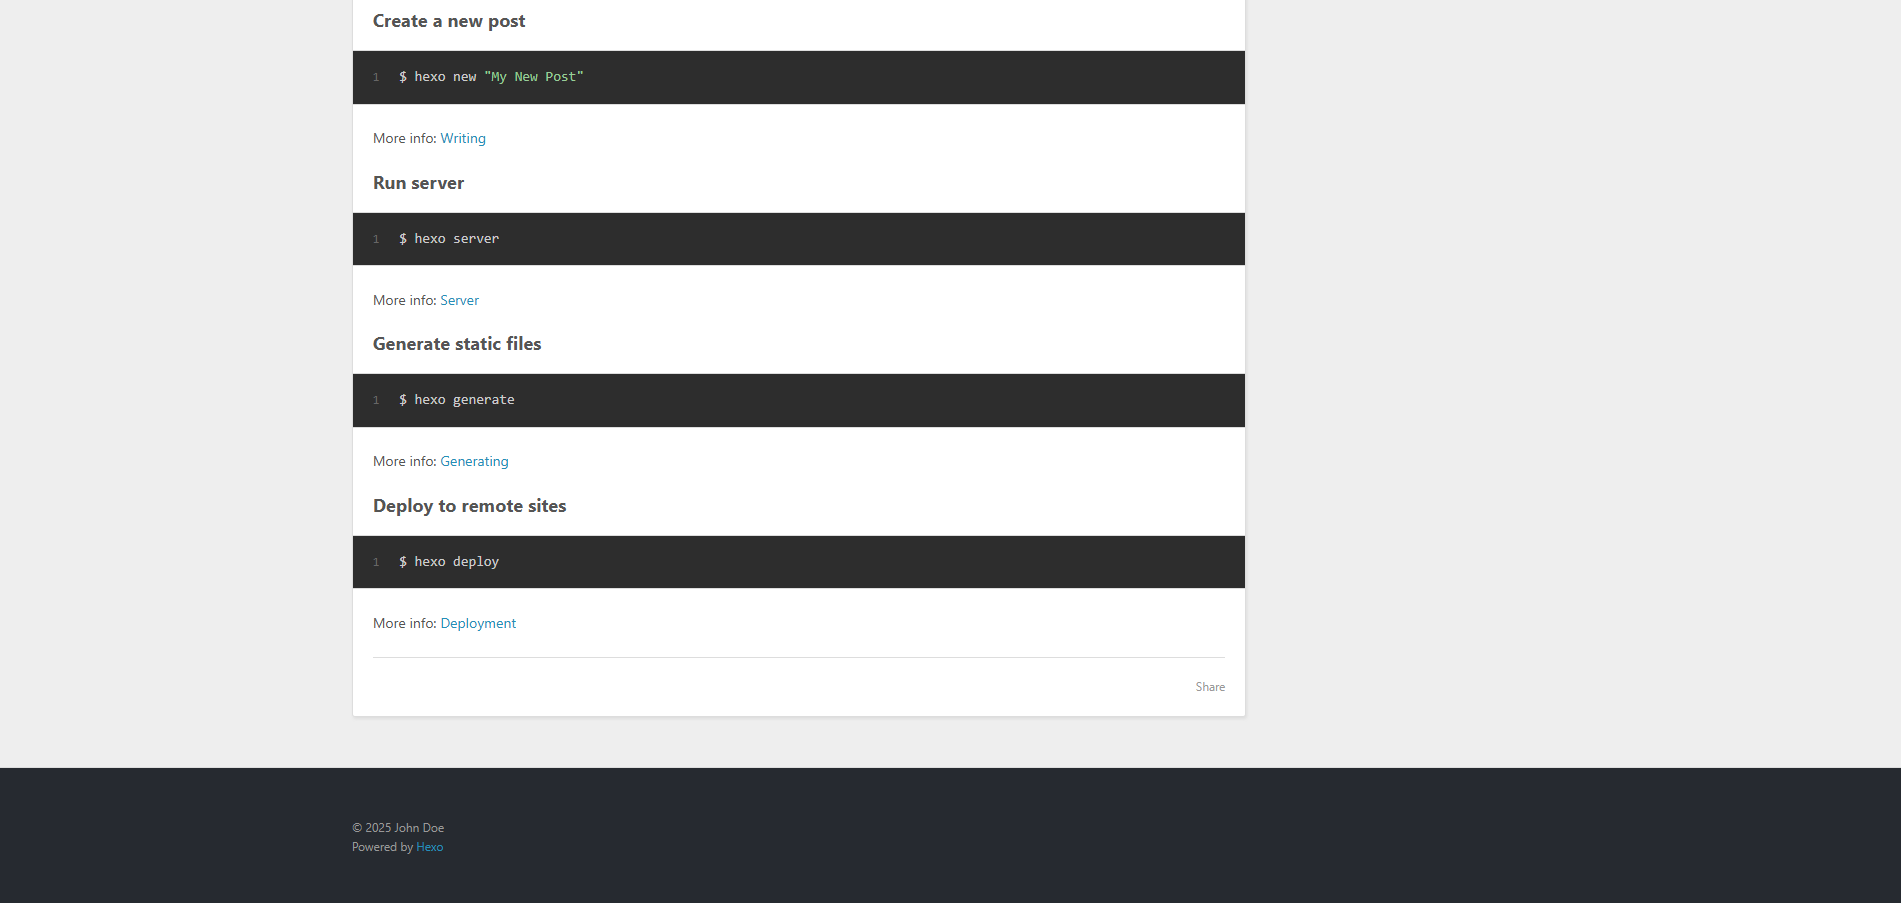 Create a new post
1 $ hexo new "My New Post"
More info: Writing
Run server
1 $ hexo server
More info: Server
Generate static files
1 $ hexo generate
More info: Generating
Deploy to remote sites
1 $ hexo deploy
More info: Deployment
Share
© 2025 John Doe
Powered by Hexo